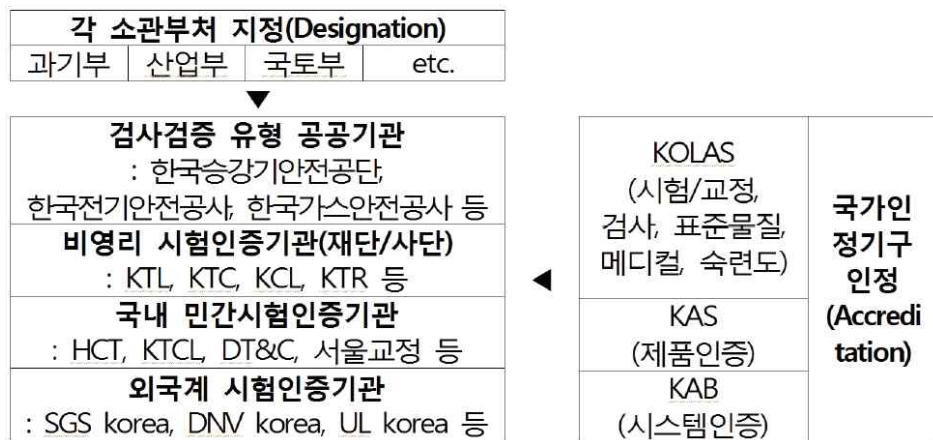 각 소관부처 지정(Designation)
과기부 산업부 국토부 etc.
▼
검사검증 유형 공공기관
: 한국승강기안전공단,
한국전기안전공사, 한국가스안전공사 등
비영리 시험인증기관(재단/사단)
: KTL, KTC, KCL, KTR 등
국내 민간시험인증기관
: HCT, KTCL, DT&C, 서울교정 등
외국계 시험인증기관
: SGS korea, DNV korea, UL korea 등
◀
KOLAS
(시험/교정,
검사, 표준물질,
메디컬, 숙련도)
KAS
(제품인증)
KAB
(시스템인증)
국가인
정기구
인정
(Accredi
tation)